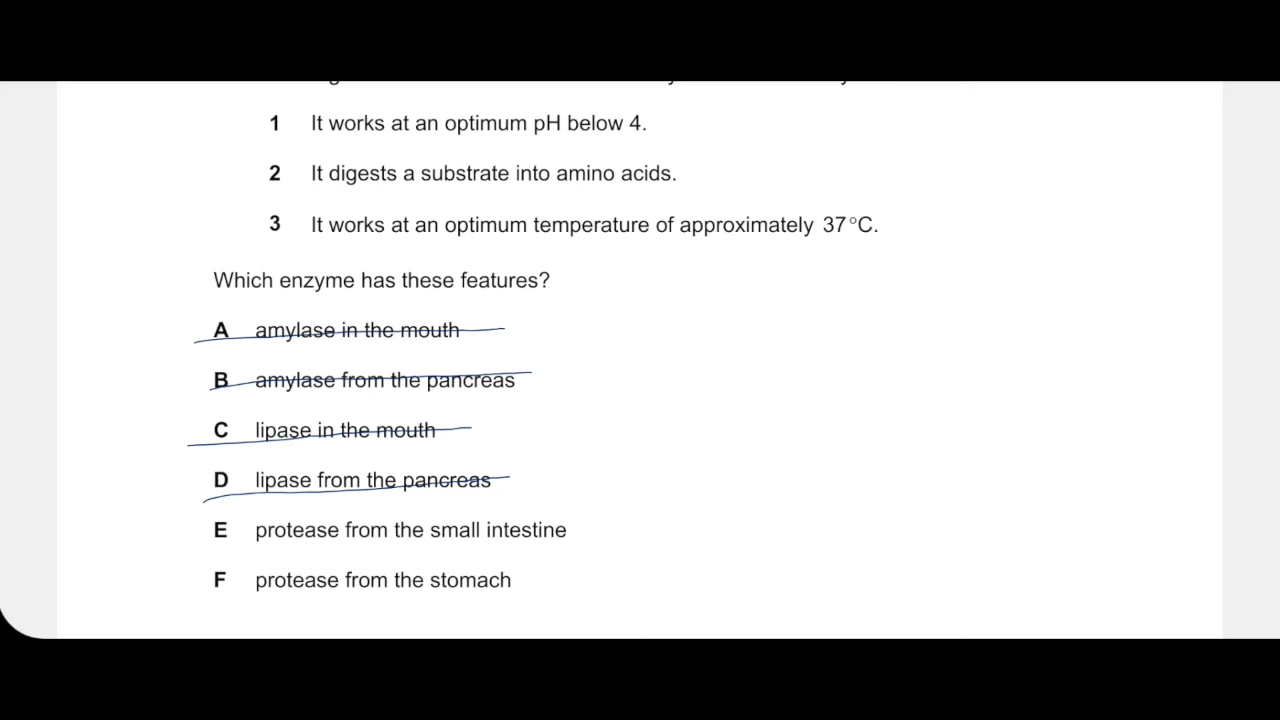 1 It works at an optimum pH below 4.
2 It digests a substrate into amino acids.
3 It works at an optimum temperature of approximately 37 °C.
Which enzyme has these features?
A amylase in the mouth
B amylase from the pancreas
C lipase in the mouth
D lipase from the pancreas
E protease from the small intestine
F protease from the stomach